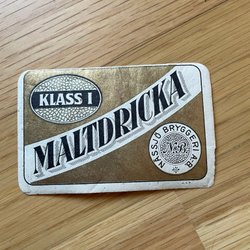 KLASS I
MALTDRICKA
NÄSSJÖ BRYGGERI A.B.
N.B.